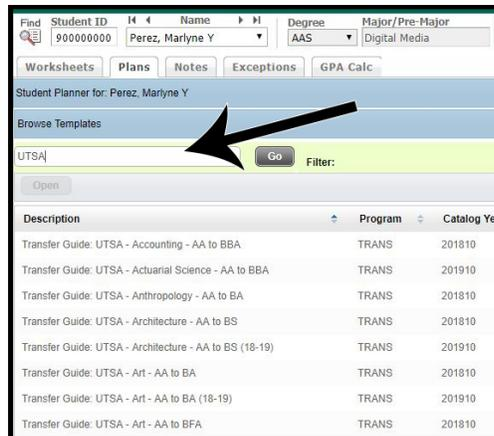 Find Student ID Name Degree Major/Pre-Major
900000000 Perez, Marlyne Y AAS Digital Media
Worksheets Plans Notes Exceptions GPA Calc
Student Planner for: Perez, Marlyne Y
Browse Templates
UTSA Go Filter:
Open
Description Program Catalog Ye
Transfer Guide: UTSA - Accounting - AA to BBA TRANS 201810
Transfer Guide: UTSA - Actuarial Science - AA to BBA TRANS 201910
Transfer Guide: UTSA - Anthropology - AA to BA TRANS 201810
Transfer Guide: UTSA - Architecture - AA to BS TRANS 201810
Transfer Guide: UTSA - Architecture - AA to BS (18-19) TRANS 201910
Transfer Guide: UTSA - Art - AA to BA TRANS 201810
Transfer Guide: UTSA - Art - AA to BA (18-19) TRANS 201910
Transfer Guide: UTSA - Art - AA to BFA TRANS 201810